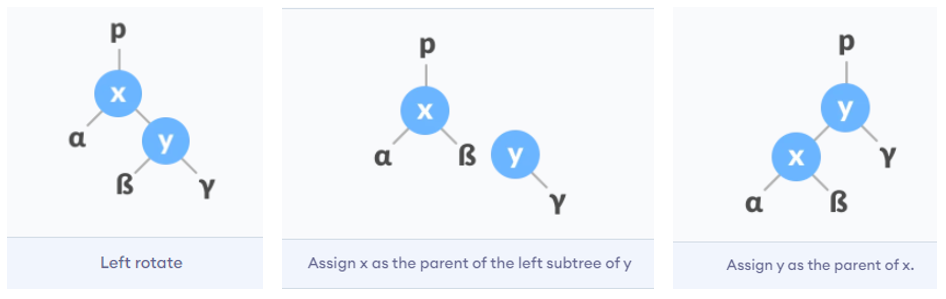 p
x
α
y
ß
γ
Left rotate
p
x
α
ß
y
γ
Assign x as the parent of the left subtree of y
p
y
x
γ
α
ß
Assign y as the parent of x.